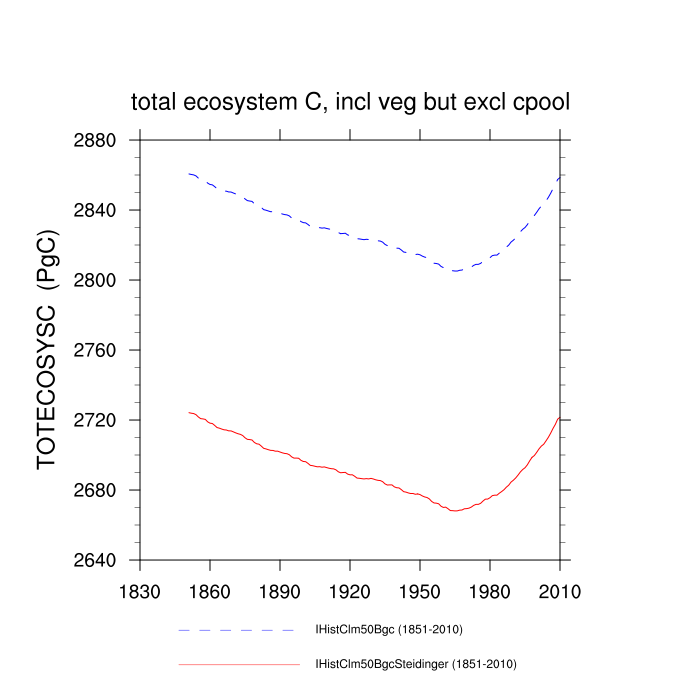 total ecosystem C, incl veg but excl cpool
TOTECOSYSC (PgC)
2880
2840
2800
2760
2720
2680
2640
1830 1860 1890 1920 1950 1980 2010
IHistClm50Bgc (1851-2010)
IHistClm50BgcSteidinger (1851-2010)